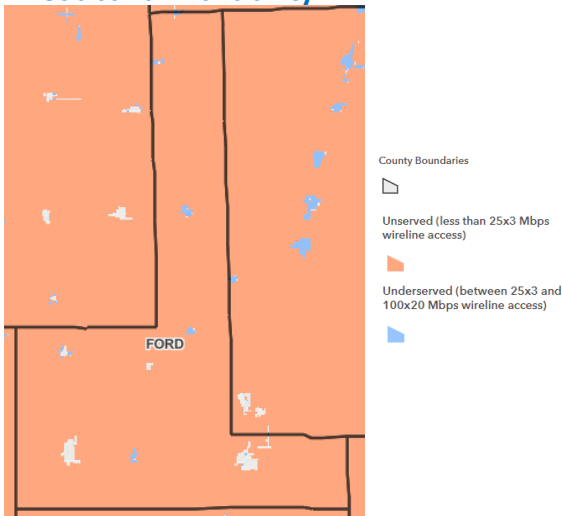 FORD
County Boundaries
Unserved (less than 25x3 Mbps
wireline access)
Underserved (between 25x3 and
100x20 Mbps wireline access)